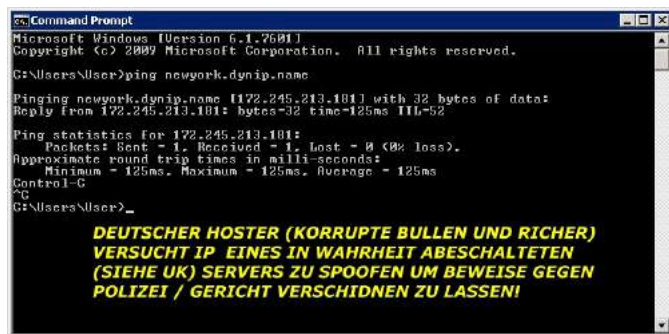 Command Prompt
Microsoft Windows [Version 6.1.7601]
Copyright (c) 2009 Microsoft Corporation. All rights reserved.
C:\Users\User>ping newyork.dynip.name
Pinging newyork.dynip.name [172.245.213.181] with 32 bytes of data:
Reply from 172.245.213.181: bytes=32 time=125ms TTL=52
Ping statistics for 172.245.213.181:
Packets: Sent = 1, Received = 1, Lost = 0 (0% loss),
Approximate round trip times in milli-seconds:
Minimum = 125ms, Maximum = 125ms, Average = 125ms
Control-C
^C
C:\Users\User>_
DEUTSCHER HOSTER (KORRUPTE BULLEN UND RICHER)
VERSUCHT IP EINES IN WAHRHEIT ABESCHALTETEN
(SIEHE UK) SERVERS ZU SPOOFEN UM BEWEISE GEGEN
POLIZEI / GERICHT VERSCHIDNEN ZU LASSEN!